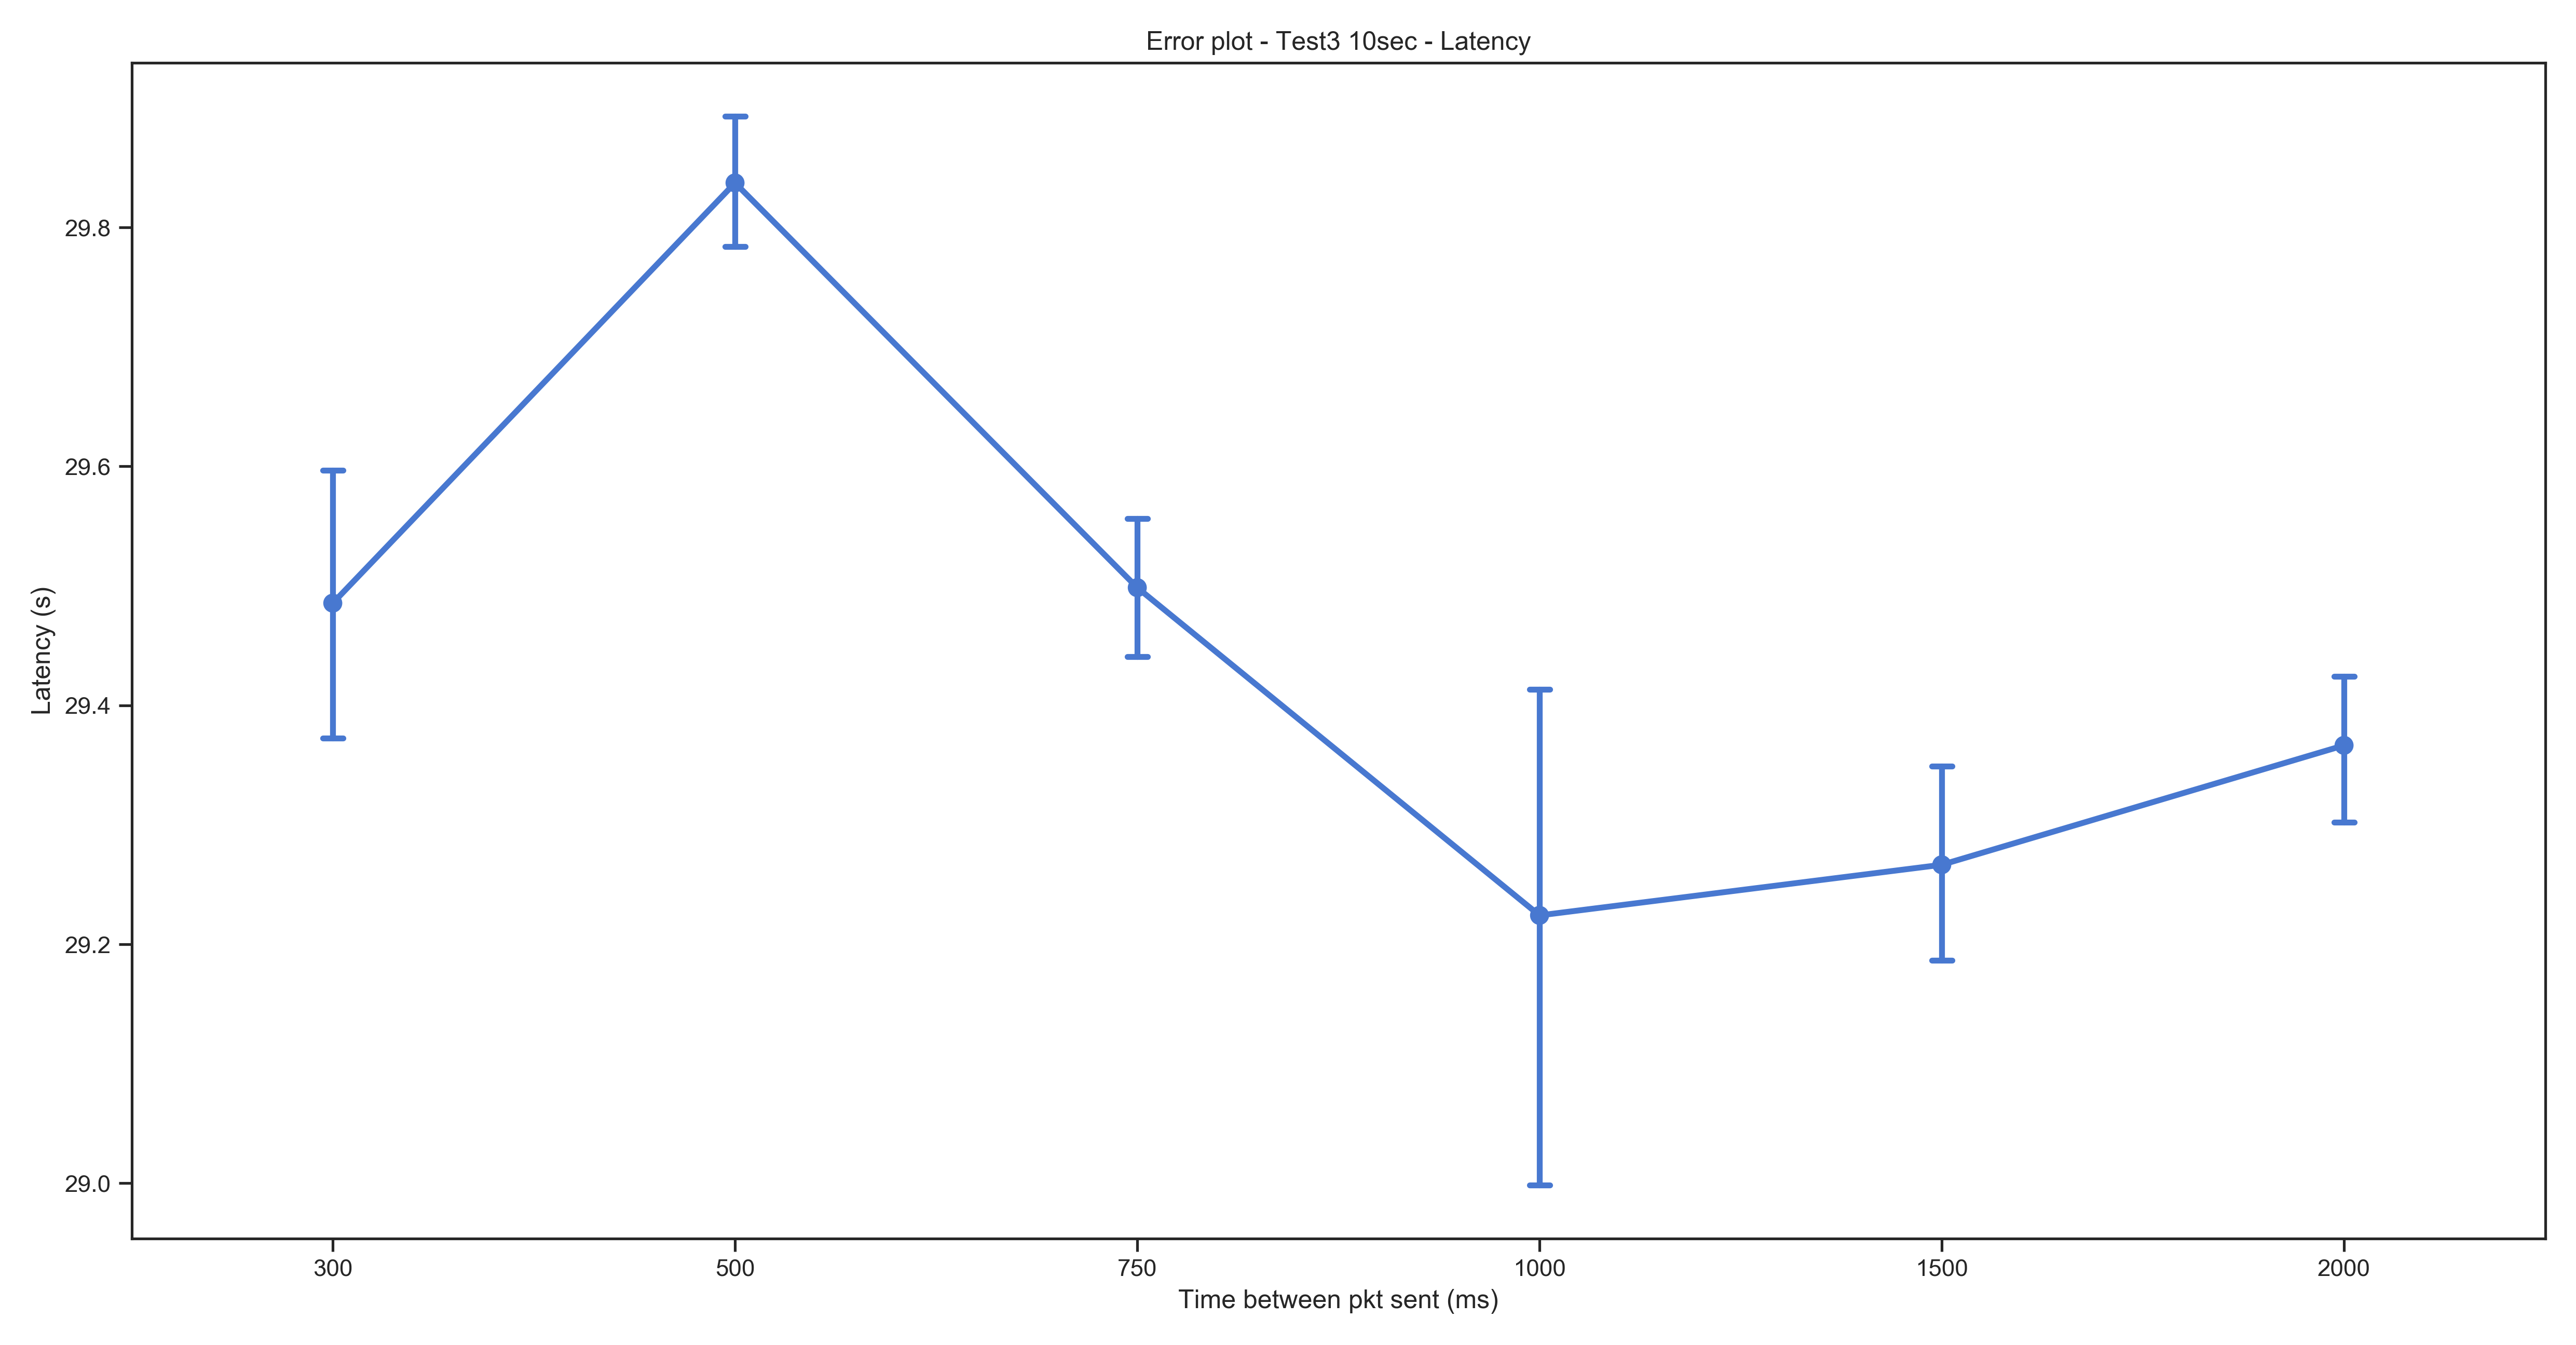 Error plot - Test3 10sec - Latency
Latency (s)
29.8
29.6
29.4
29.2
29.0
300 500 750 1000 1500 2000
Time between pkt sent (ms)